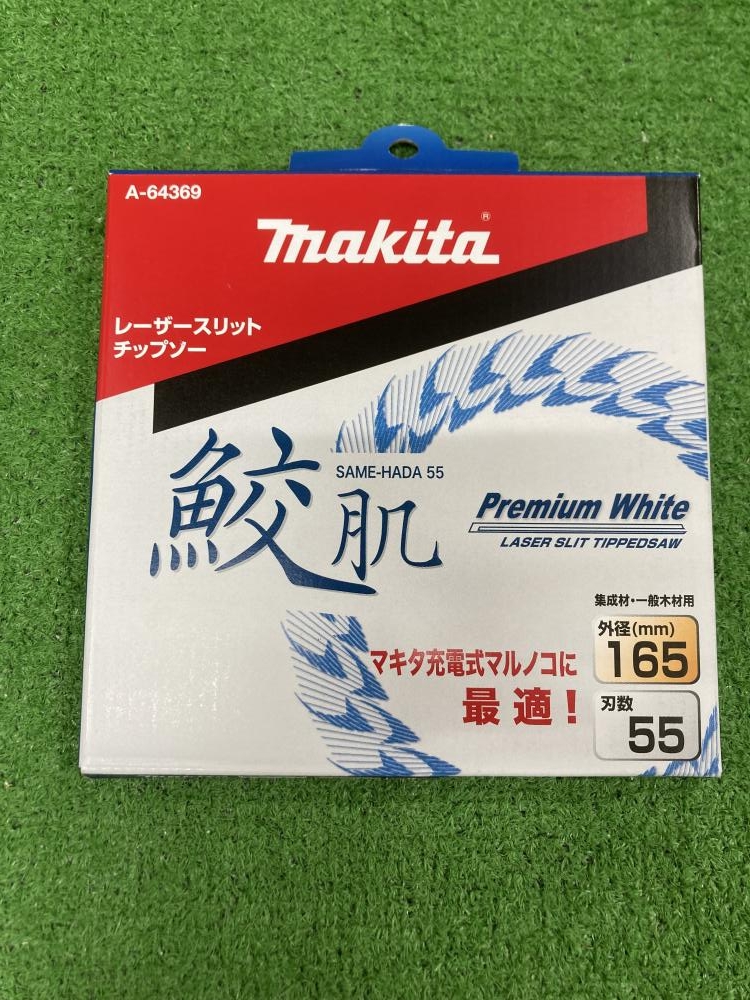 A-64369
makita®
レーザースリット
チップソー
鮫肌
SAME-HADA 55
Premium White
LASER SLIT TIPPEDSAW
集成材・一般木材用
外径(mm)
165
マキタ充電式マルノコに
最適!
刃数
55